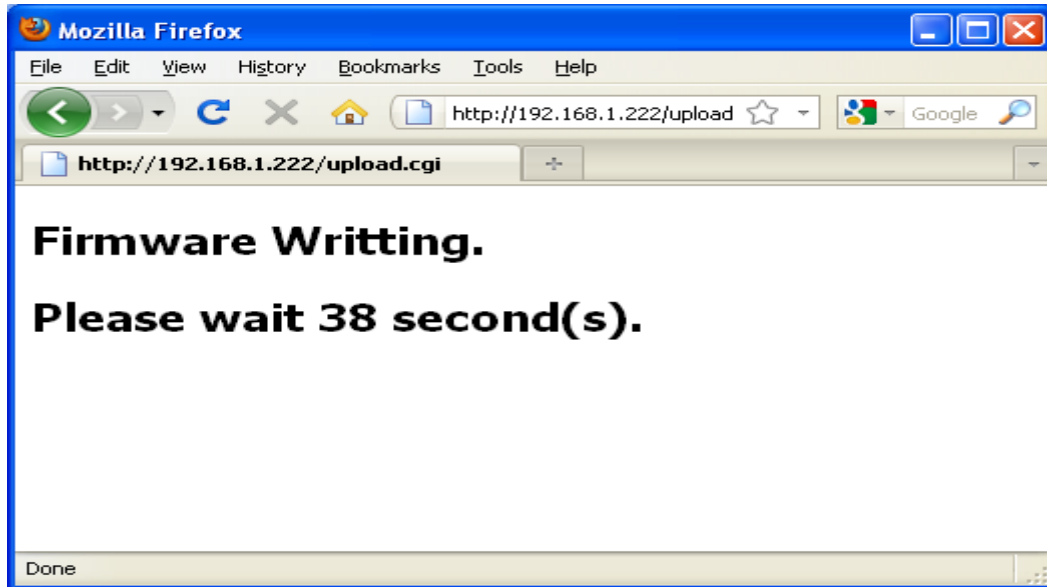 Mozilla Firefox
File Edit View History Bookmarks Tools Help
http://192.168.1.222/upload Google
http://192.168.1.222/upload.cgi
Firmware Writting.
Please wait 38 second(s).
Done